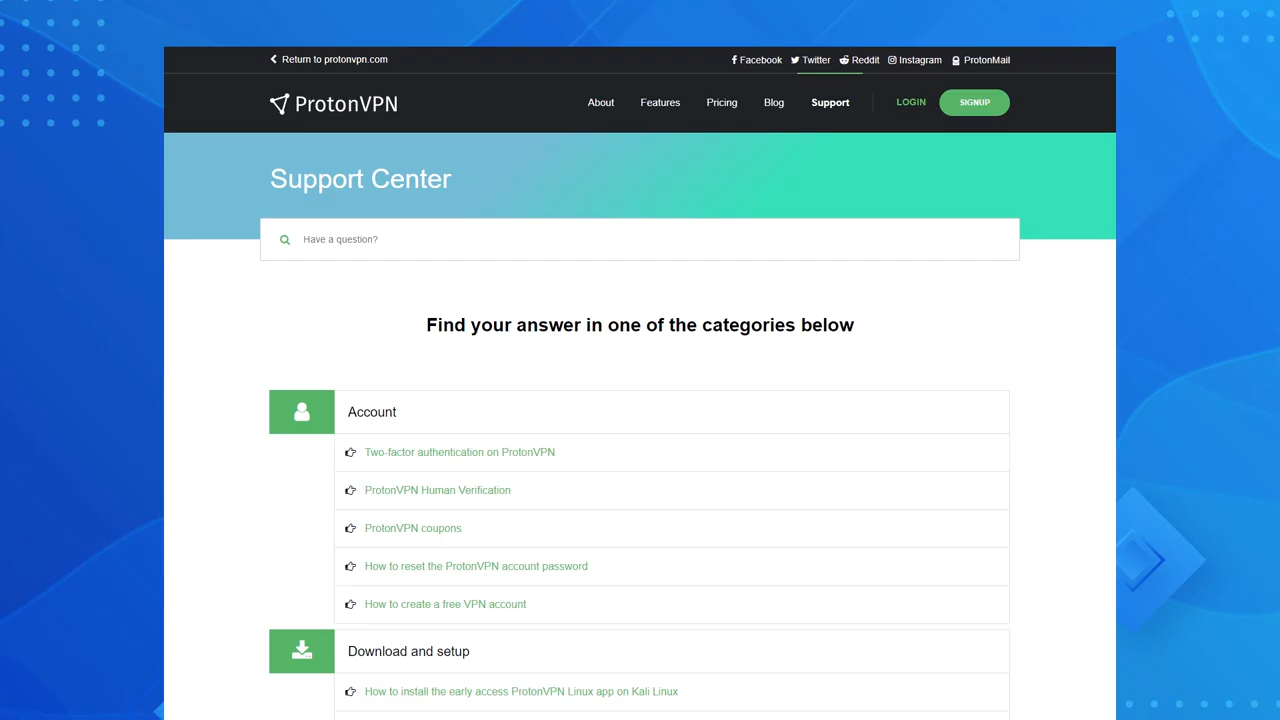 Return to protonvpn.com
Facebook Twitter Reddit Instagram ProtonMail
ProtonVPN
About Features Pricing Blog Support LOGIN SIGNUP
Support Center
Have a question?
Find your answer in one of the categories below
Account
Two-factor authentication on ProtonVPN
ProtonVPN Human Verification
ProtonVPN coupons
How to reset the ProtonVPN account password
How to create a free VPN account
Download and setup
How to install the early access ProtonVPN Linux app on Kali Linux